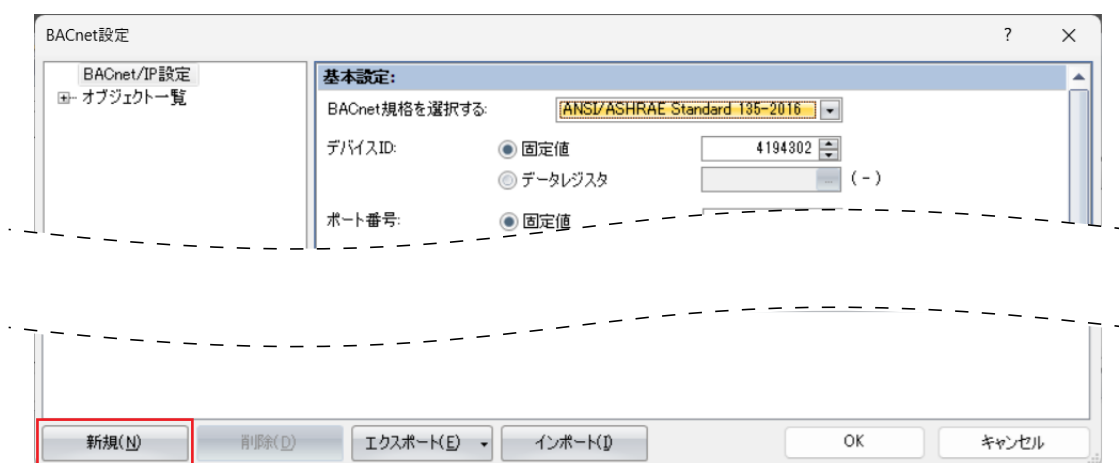 BACnet設定 ? ×
BACnet/IP設定
オブジェクト一覧
基本設定:
BACnet規格を選択する: ANSI/ASHRAE Standard 135-2016
デバイスID: 固定値 4194302
データレジスタ ... (-)
ポート番号: 固定値
新規(N) 削除(D) エクスポート(E) インポート(I) OK キャンセル